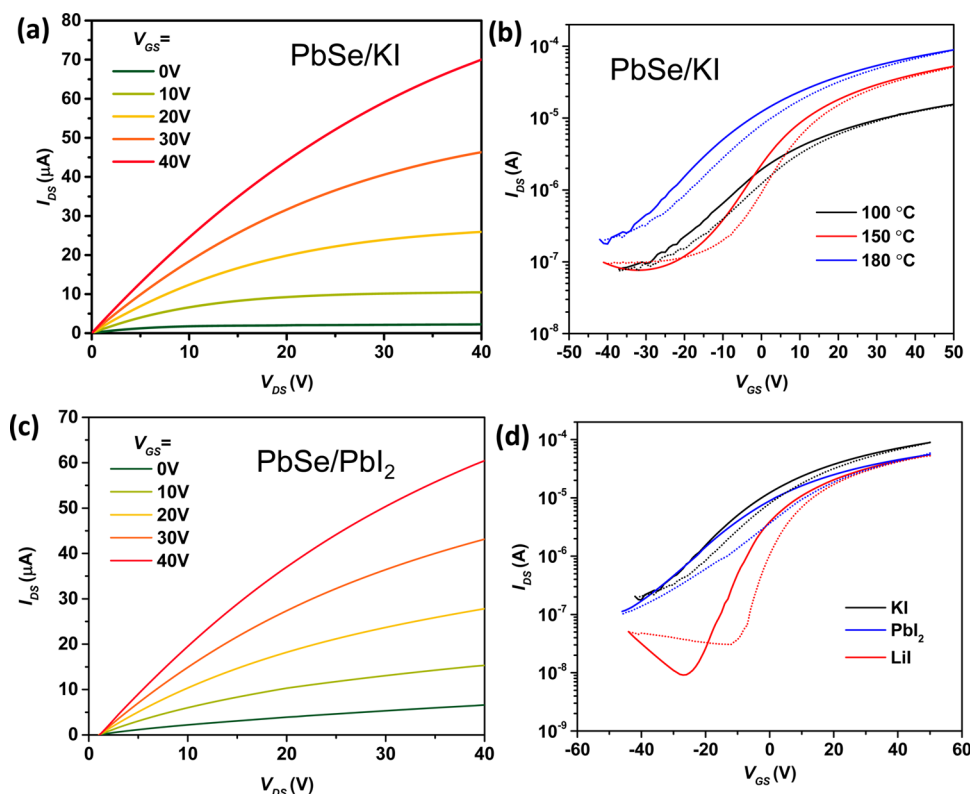 (a)
V_GS=
0V
10V
20V
30V
40V
PbSe/KI
80
70
60
50
40
30
20
10
0
I_DS (μA)
0 10 20 30 40
V_DS (V)
(b)
PbSe/KI
10⁻⁴
10⁻⁵
10⁻⁶
10⁻⁷
10⁻⁸
I_DS (A)
100 °C
150 °C
180 °C
-50 -40 -30 -20 -10 0 10 20 30 40 50
V_GS (V)
(c)
V_GS=
0V
10V
20V
30V
40V
PbSe/PbI₂
70
60
50
40
30
20
10
0
I_DS (μA)
0 10 20 30 40
V_DS (V)
(d)
10⁻⁴
10⁻⁵
10⁻⁶
10⁻⁷
10⁻⁸
10⁻⁹
I_DS (A)
KI
PbI₂
LiI
-60 -40 -20 0 20 40 60
V_GS (V)